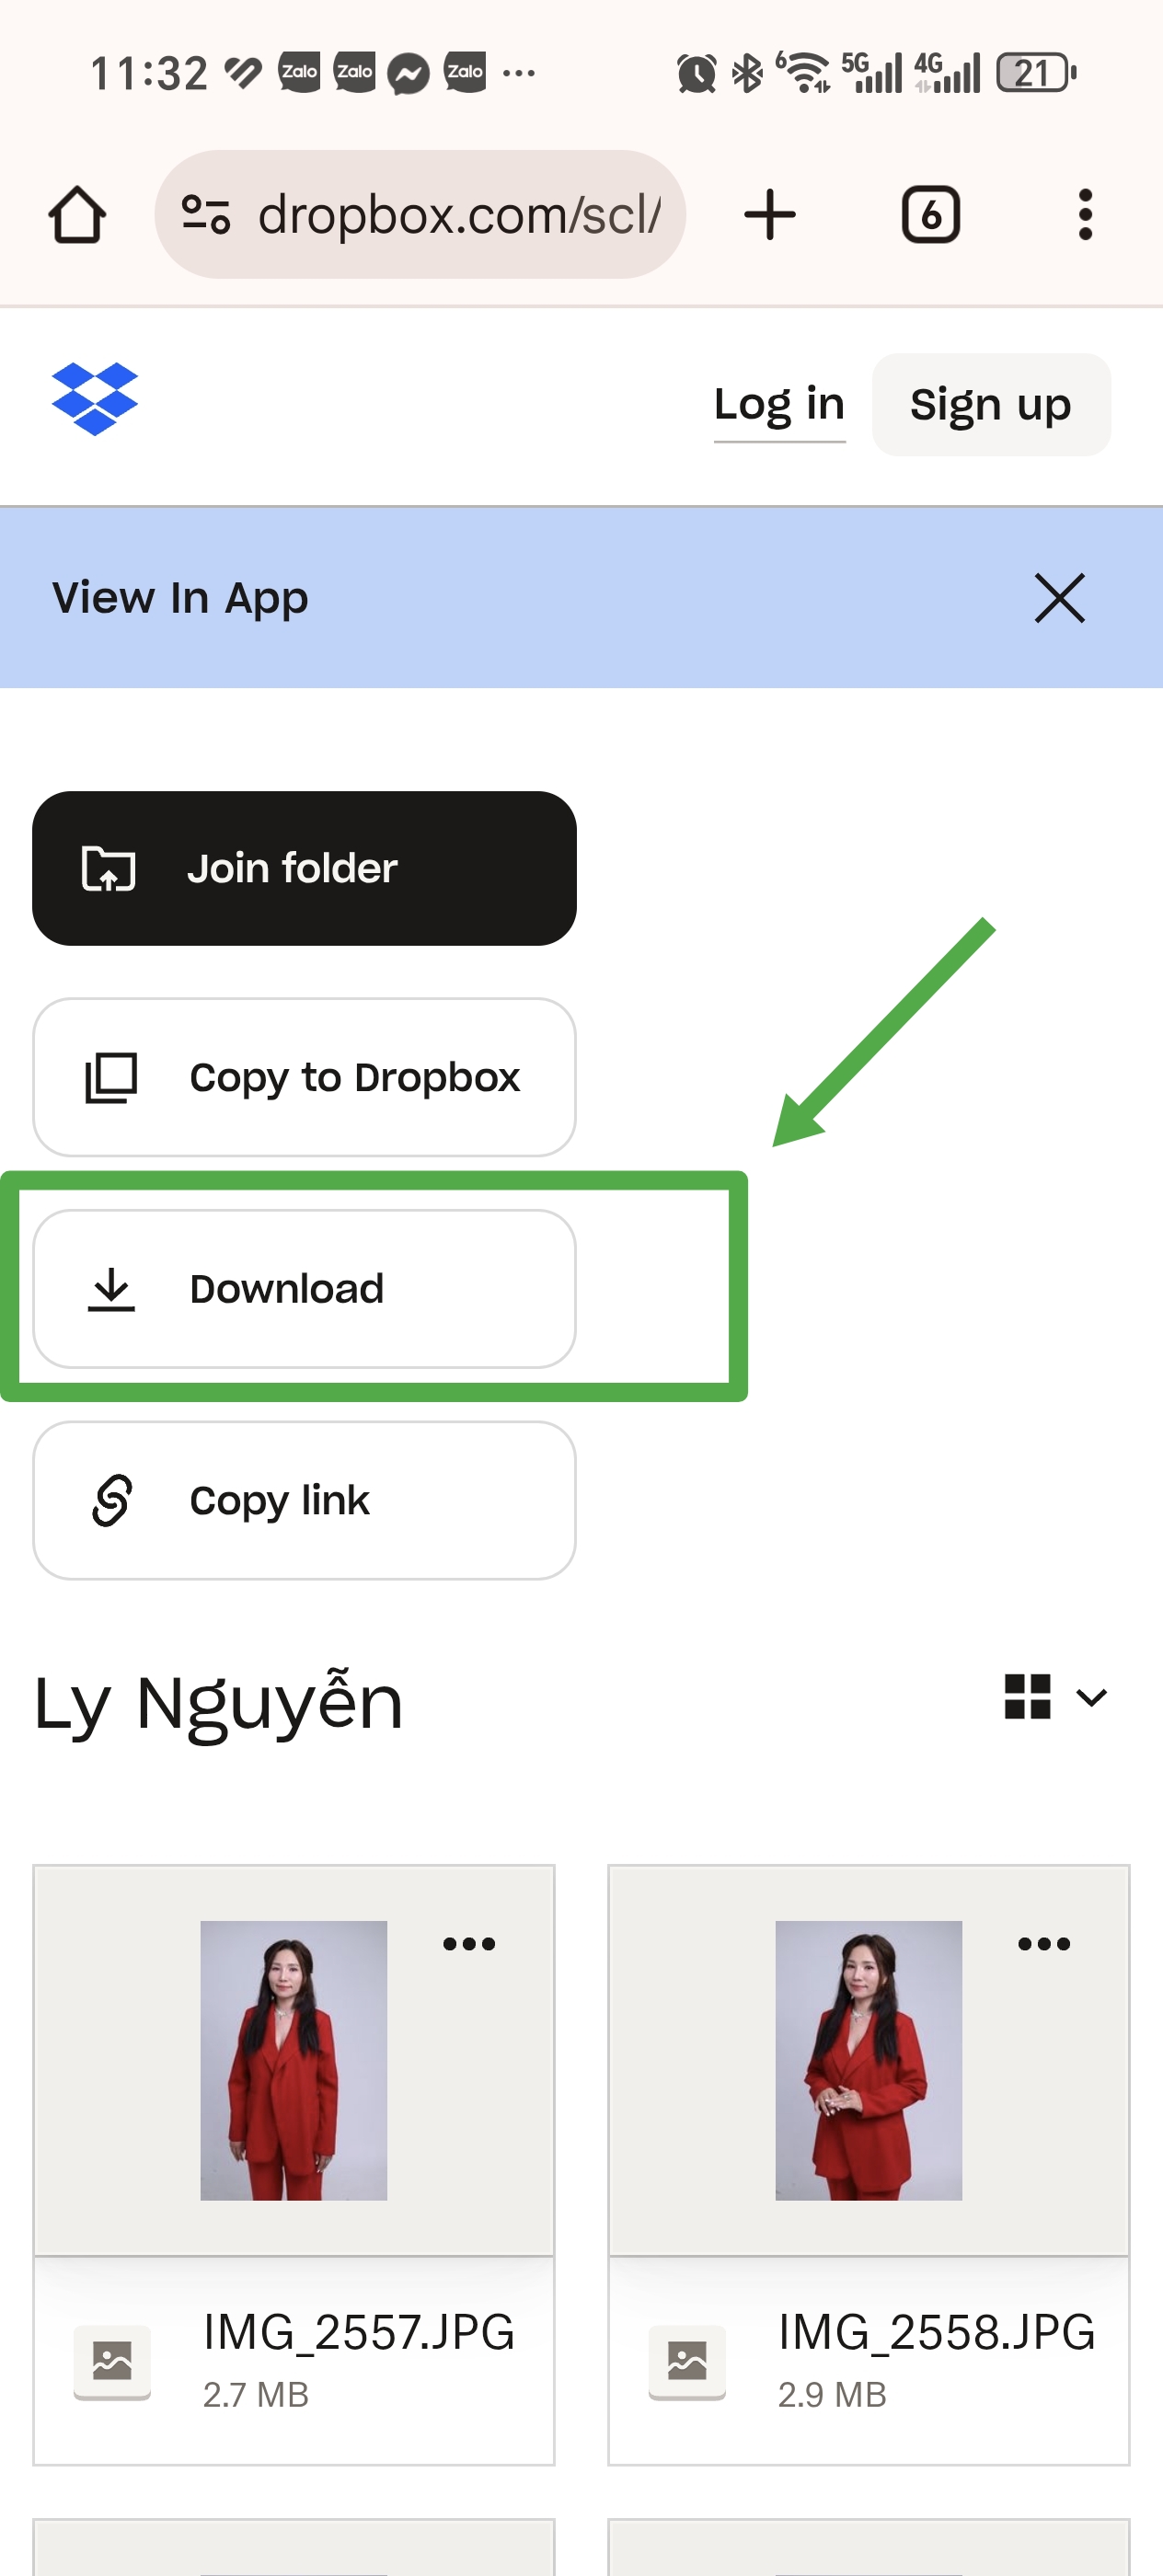 11:32 Zalo Zalo Zalo ... 6 5G 4G 21
dropbox.com/scl/
6
Log in
Sign up
View In App
Join folder
Copy to Dropbox
Download
Copy link
Ly Nguyễn
IMG_2557.JPG
2.7 MB
IMG_2558.JPG
2.9 MB